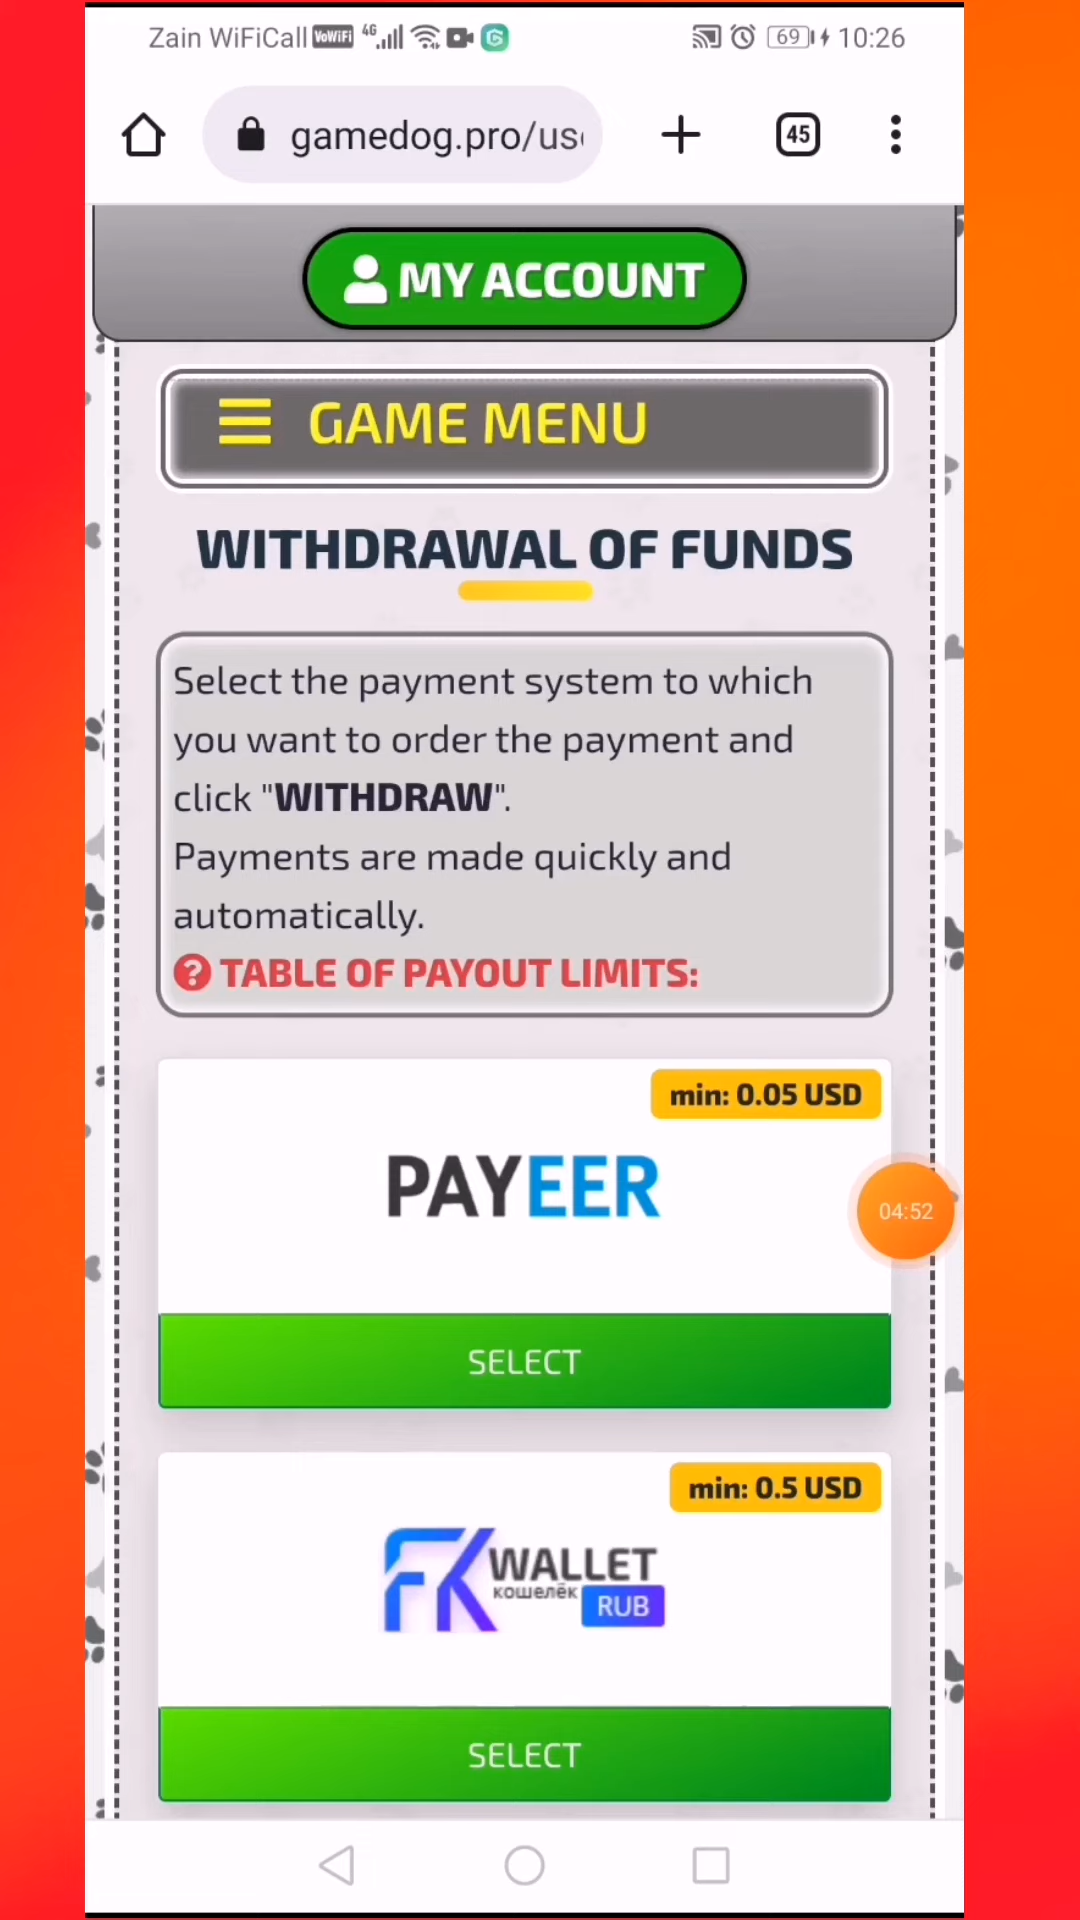 Zain WiFiCall VoWiFi 4G 69 10:26
gamedog.pro/us
45
MY ACCOUNT
GAME MENU
WITHDRAWAL OF FUNDS
Select the payment system to which
you want to order the payment and
click "WITHDRAW".
Payments are made quickly and
automatically.
? TABLE OF PAYOUT LIMITS:
min: 0.05 USD
PAYEER
04:52
SELECT
min: 0.5 USD
FK WALLET
кошелёк
RUB
SELECT